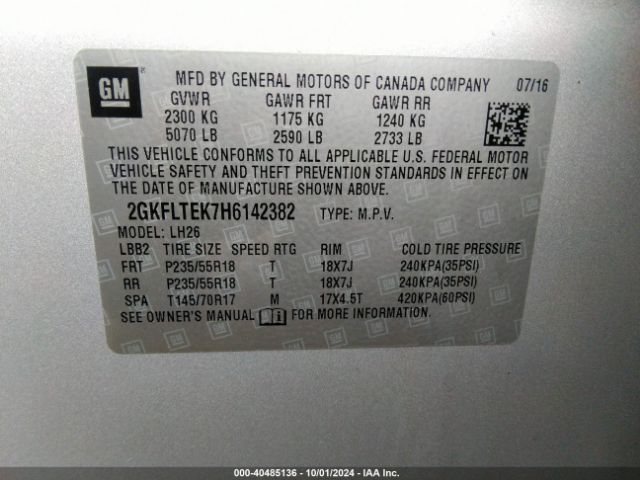 GM MFD BY GENERAL MOTORS OF CANADA COMPANY 07/16
GVWR GAWR FRT GAWR RR
2300 KG 1175 KG 1240 KG
5070 LB 2590 LB 2733 LB
THIS VEHICLE CONFORMS TO ALL APPLICABLE U.S. FEDERAL MOTOR
VEHICLE SAFETY AND THEFT PREVENTION STANDARDS IN EFFECT ON
THE DATE OF MANUFACTURE SHOWN ABOVE.
2GKFLTEK7H6142382 TYPE: M.P.V.
MODEL: LH26
LBB2 TIRE SIZE SPEED RTG RIM COLD TIRE PRESSURE
FRT P235/55R18 T 18X7J 240KPA(35PSI)
RR P235/55R18 T 18X7J 240KPA(35PSI)
SPA T145/70R17 M 17X4.5T 420KPA(60PSI)
SEE OWNER'S MANUAL FOR MORE INFORMATION.
000-40485136 - 10/01/2024 - IAA Inc.